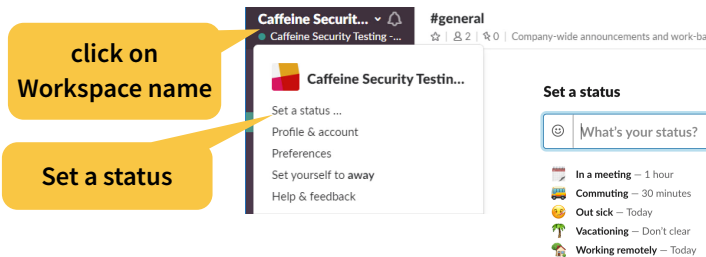 click on
Workspace name
Set a status
Caffeine Securit...
Caffeine Security Testing -...
Caffeine Security Testin...
Set a status ...
Profile & account
Preferences
Set yourself to away
Help & feedback
#general
2 | 0 | Company-wide announcements and work-ba
Set a status
What's your status?
In a meeting — 1 hour
Commuting — 30 minutes
Out sick — Today
Vacationing — Don't clear
Working remotely — Today